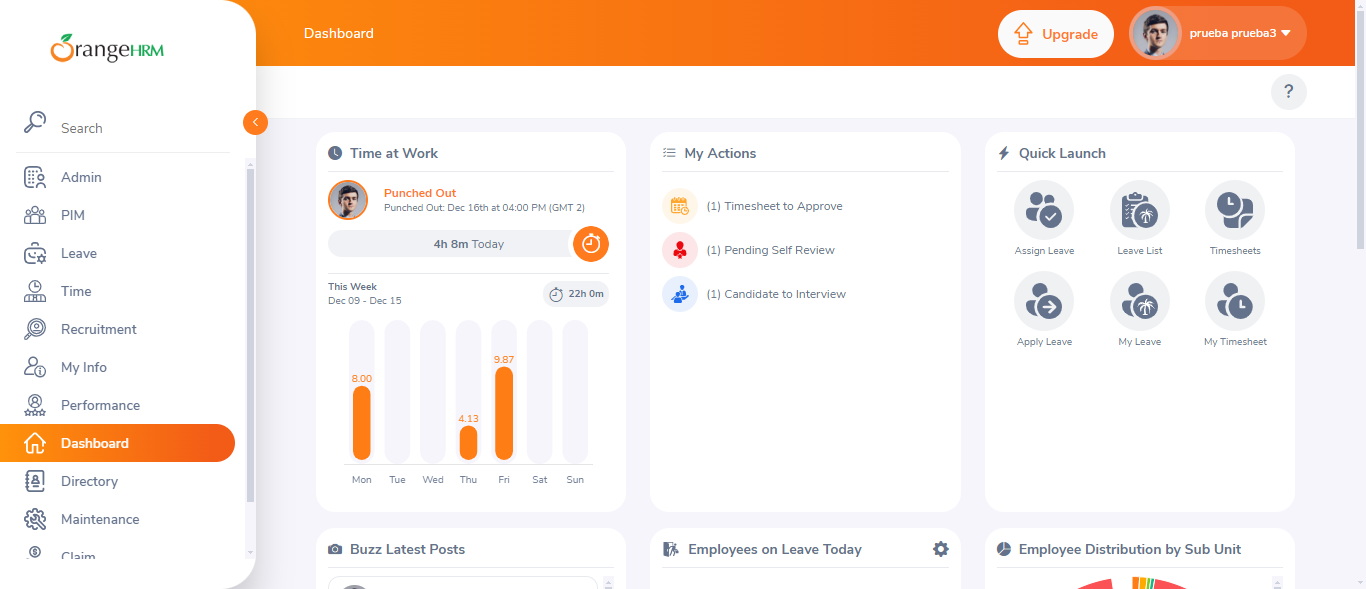 OrangeHRM
Search
Admin
PIM
Leave
Time
Recruitment
My Info
Performance
Dashboard
Directory
Maintenance
Claim
Dashboard
Upgrade
prueba prueba3
?
Time at Work
Punched Out
Punched Out: Dec 16th at 04:00 PM (GMT 2)
4h 8m Today
This Week
Dec 09 - Dec 15
22h 0m
8.00
4.13
9.87
Mon Tue Wed Thu Fri Sat Sun
My Actions
(1) Timesheet to Approve
(1) Pending Self Review
(1) Candidate to Interview
Quick Launch
Assign Leave
Leave List
Timesheets
Apply Leave
My Leave
My Timesheet
Buzz Latest Posts
Employees on Leave Today
Employee Distribution by Sub Unit